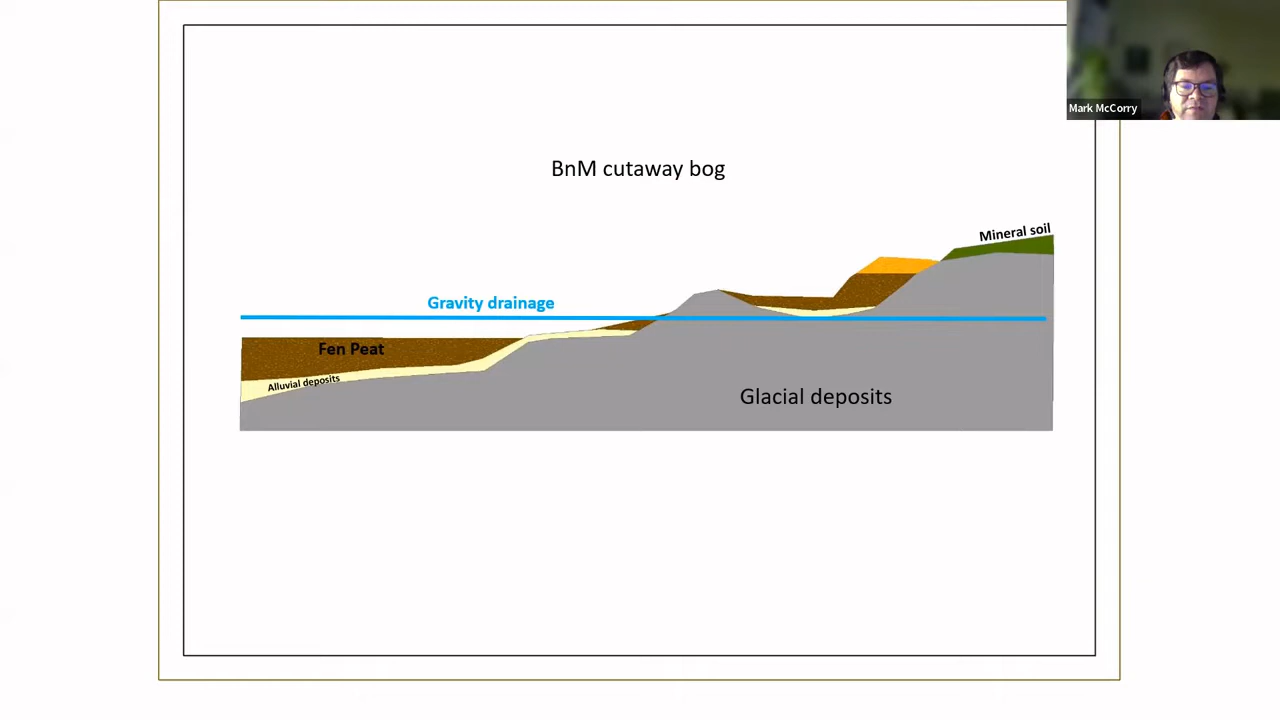 Mark McCorry
BnM cutaway bog
Mineral soil
Gravity drainage
Fen Peat
Alluvial deposits
Glacial deposits